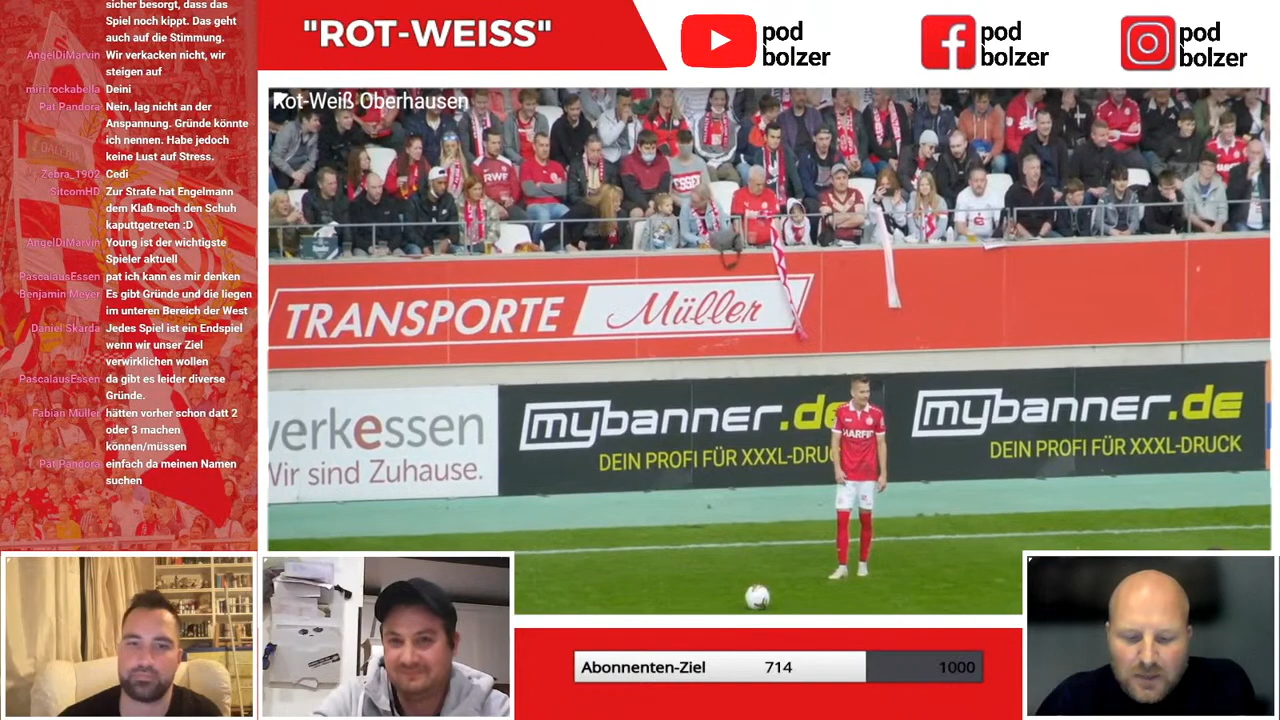 sicher besorgt, dass das
Spiel noch kippt. Das geht
auch auf die Stimmung.
AngelDiMarvin Wir verkacken nicht, wir
steigen auf
miri rockabella Deini
Pat Pandora Nein, lag nicht an der
Anspannung. Gründe könnte
ich nennen. Habe jedoch
keine Lust auf Stress.
Zebra_1902 Cedi
SitcomHD Zur Strafe hat Engelmann
dem Klaß noch den Schuh
kaputtgetreten :D
AngelDiMarvin Young ist der wichtigste
Spieler aktuell
PascalausEssen pat ich kann es mir denken
Benjamin Meyer Es gibt Gründe und die liegen
im unteren Bereich der West
Daniel Skarda Jedes Spiel ist ein Endspiel
wenn wir unser Ziel
verwirklichen wollen
PascalausEssen da gibt es leider diverse
Gründe.
Fabian Müller hätten vorher schon datt 2
oder 3 machen
können/müssen
Pat Pandora einfach da meinen Namen
suchen
"ROT-WEISS"
pod
bolzer
pod
bolzer
pod
bolzer
Rot-Weiß Oberhausen
RWE
ESSEN
TRANSPORTE Müller
verkessen
Wir sind Zuhause.
mybanner.de
DEIN PROFI FÜR XXXL-DRUC
mybanner.de
DEIN PROFI FÜR XXXL-DRUCK
HARFID
Abonnenten-Ziel 714 1000